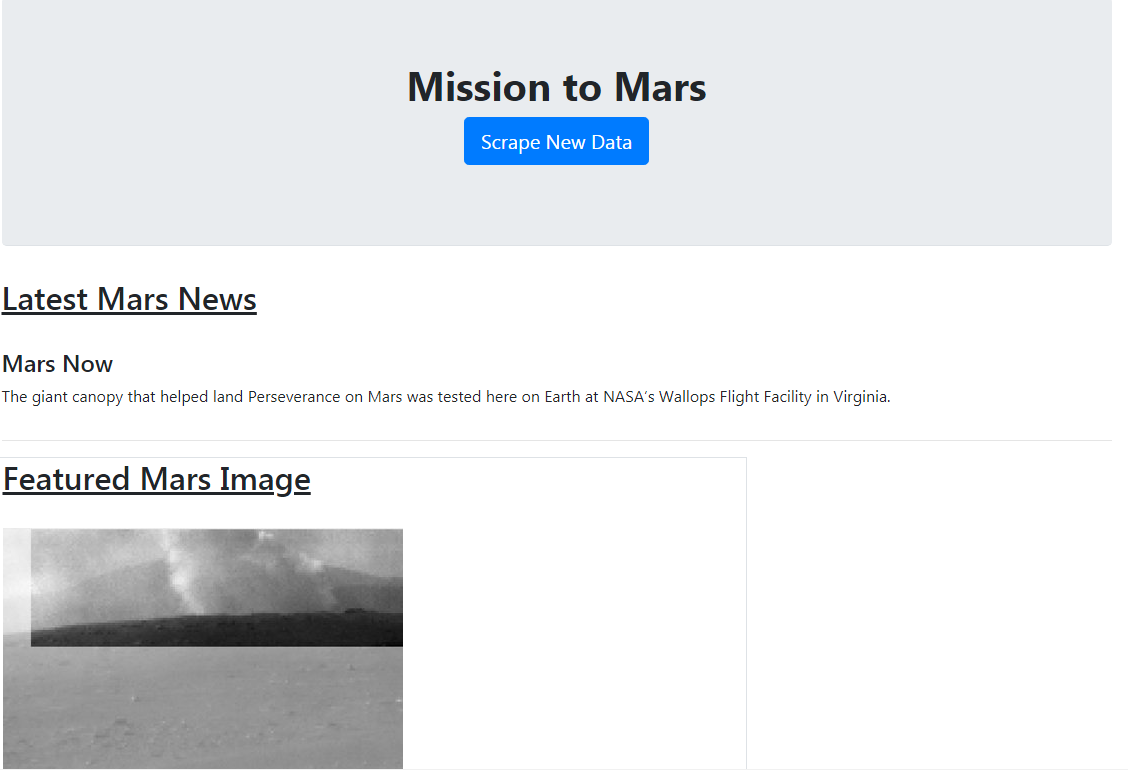 Mission to Mars
Scrape New Data
Latest Mars News
Mars Now
The giant canopy that helped land Perseverance on Mars was tested here on Earth at NASA’s Wallops Flight Facility in Virginia.
Featured Mars Image